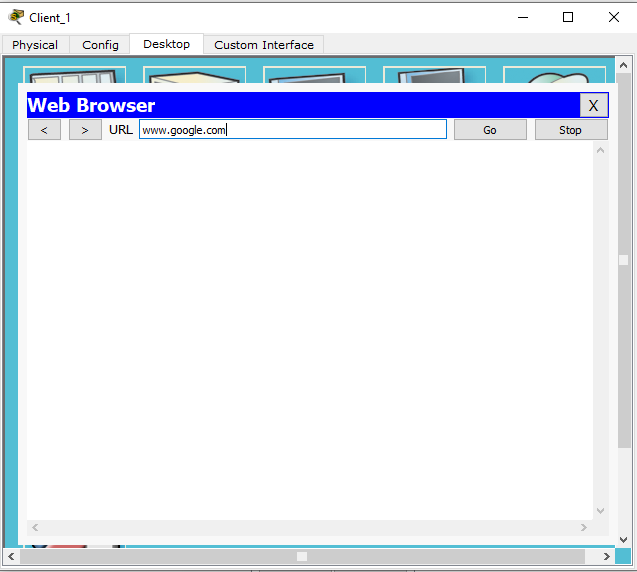 Client_1
Physical Config Desktop Custom Interface
Web Browser X
< > URL www.google.com Go Stop